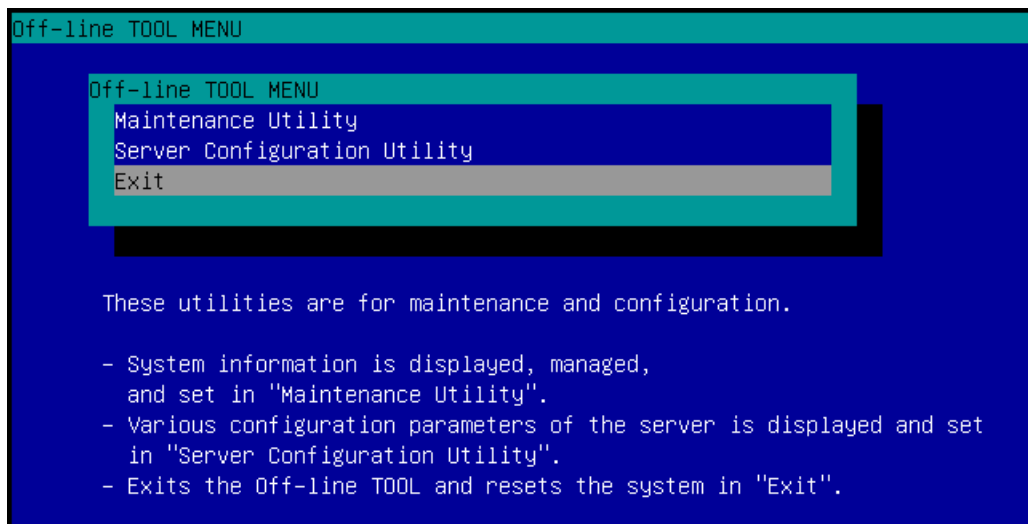 Off-line TOOL MENU
Off-line TOOL MENU
Maintenance Utility
Server Configuration Utility
Exit
These utilities are for maintenance and configuration.
- System information is displayed, managed,
and set in "Maintenance Utility".
- Various configuration parameters of the server is displayed and set
in "Server Configuration Utility".
- Exits the Off-line TOOL and resets the system in "Exit".